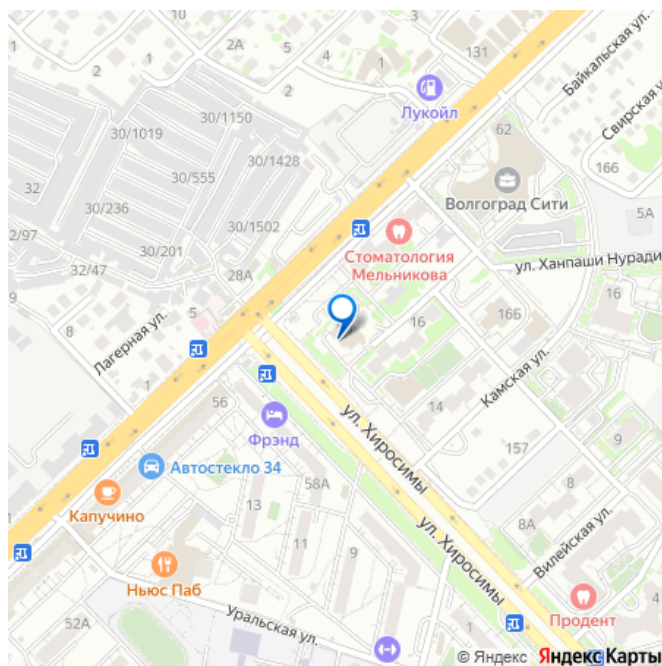 1
10
2А
5
4
131
Байкальская ул.
1
2
2
Лукойл
30/1150
30/1019
62
Свирская у
30/1428
166
32
30/555
Волгоград Сити
30/236
30/1502
5А
2/97
30/201
Стоматология
Мельникова
ул. Ханпаши Нуради
32/47
28А
16
8
5
16
16Б
Лагерная ул.
Камская ул.
1
56
ул. Хиросимы
14
9
Фрэнд
157
Автостекло 34
58А
8
Капучино
13
8А
1
11
9
ул. Хиросимы
Вилейская ул.
Ньюс Паб
Продент
Уральская ул.
52А
1
© Яндекс Яндекс Карты